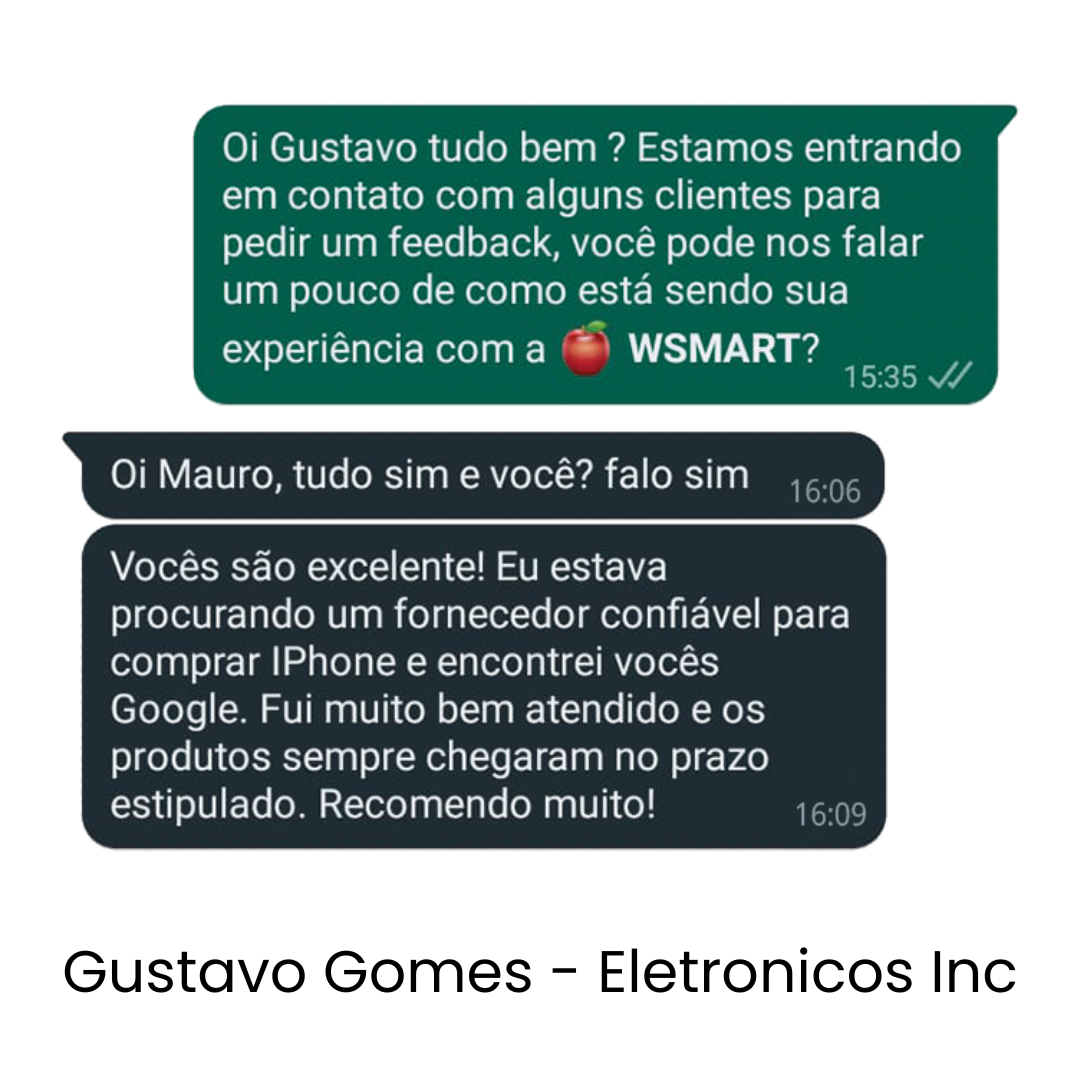 Oi Gustavo tudo bem ? Estamos entrando
em contato com alguns clientes para
pedir um feedback, você pode nos falar
um pouco de como está sendo sua
experiência com a 🍎 WSMART?
15:35
Oi Mauro, tudo sim e você? falo sim
16:06
Vocês são excelente! Eu estava
procurando um fornecedor confiável para
comprar IPhone e encontrei vocês
Google. Fui muito bem atendido e os
produtos sempre chegaram no prazo
estipulado. Recomendo muito!
16:09
Gustavo Gomes - Eletronicos Inc